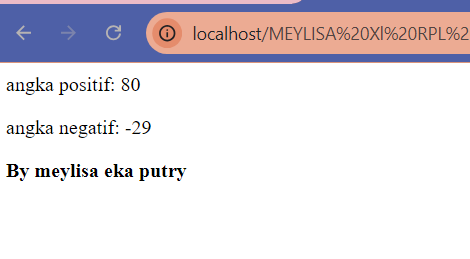 localhost/MEYLISA%20XI%20RPL%2
angka positif: 80
angka negatif: -29
By meylisa eka putry